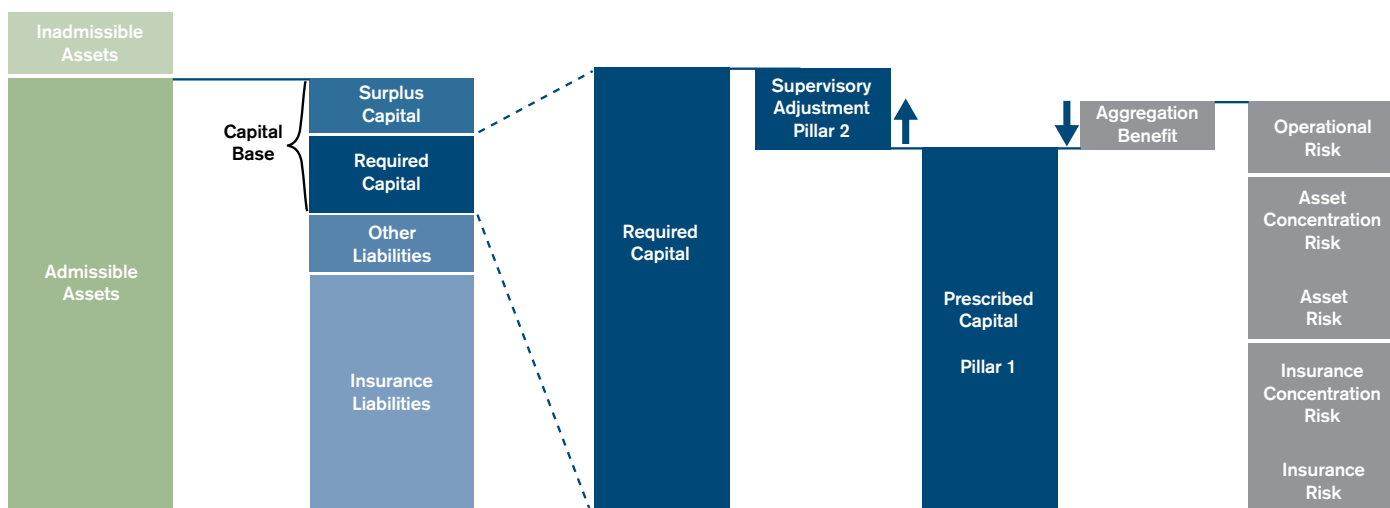 Inadmissible
Assets
Admissible
Assets
Capital
Base
Surplus
Capital
Required
Capital
Other
Liabilities
Insurance
Liabilities
Required
Capital
Supervisory
Adjustment
Pillar 2
Prescribed
Capital
Pillar 1
Aggregation
Benefit
Operational
Risk
Asset
Concentration
Risk
Asset
Risk
Insurance
Concentration
Risk
Insurance
Risk